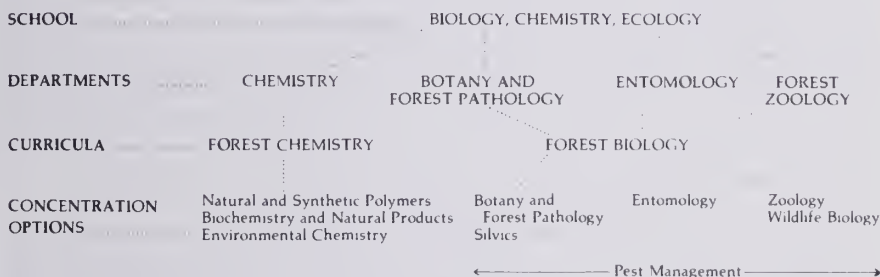 SCHOOL BIOLOGY, CHEMISTRY, ECOLOGY
DEPARTMENTS CHEMISTRY BOTANY AND FOREST PATHOLOGY ENTOMOLOGY FOREST ZOOLOGY
CURRICULA FOREST CHEMISTRY FOREST BIOLOGY
CONCENTRATION OPTIONS
Natural and Synthetic Polymers
Biochemistry and Natural Products
Environmental Chemistry
Botany and
Forest Pathology
Silvics
Entomology
Zoology
Wildlife Biology
Pest Management